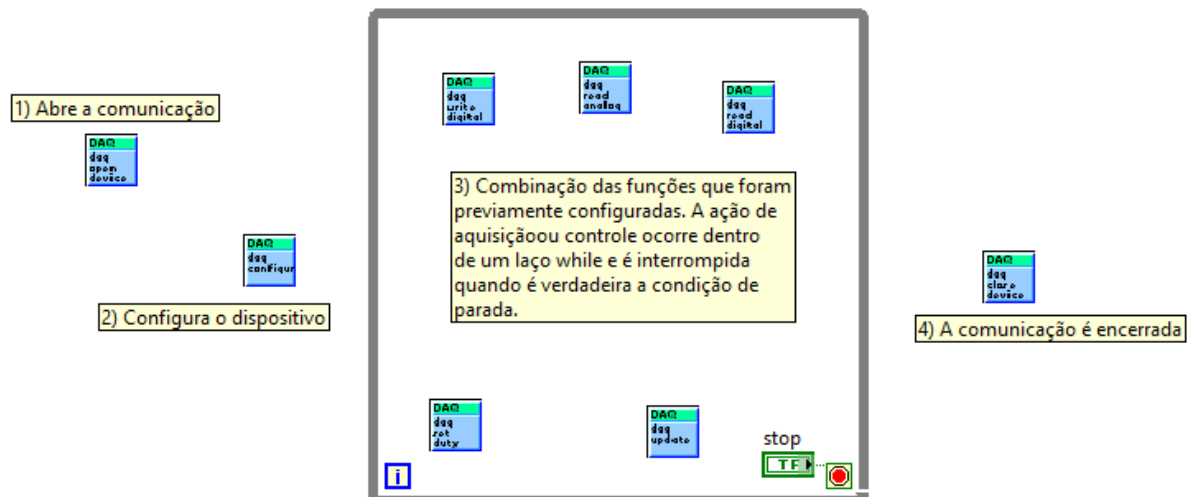 1) Abre a comunicação
DAQ
daq
open
device
DAQ
daq
configur
2) Configura o dispositivo
DAQ
daq
write
digital
DAQ
daq
read
analog
DAQ
daq
read
digital
3) Combinação das funções que foram
previamente configuradas. A ação de
aquisiçãoou controle ocorre dentro
de um laço while e é interrompida
quando é verdadeira a condição de
parada.
DAQ
daq
set
duty
DAQ
daq
update
stop
TF
i
DAQ
daq
close
device
4) A comunicação é encerrada